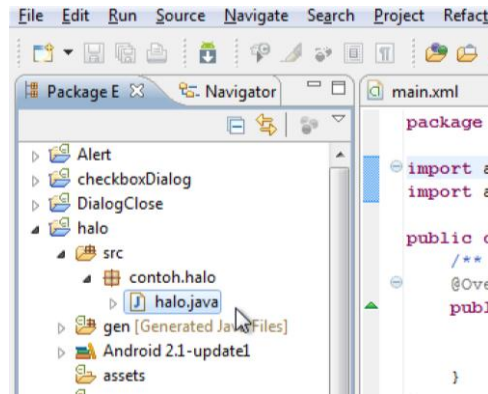 File Edit Run Source Navigate Search Project Refact
Package E Navigator
main.xml
Alert
checkboxDialog
DialogClose
halo
src
contoh.halo
halo.java
gen [Generated Java Files]
Android 2.1-update1
assets
package
import a
import a
public c
/**
@Ove
publ
}